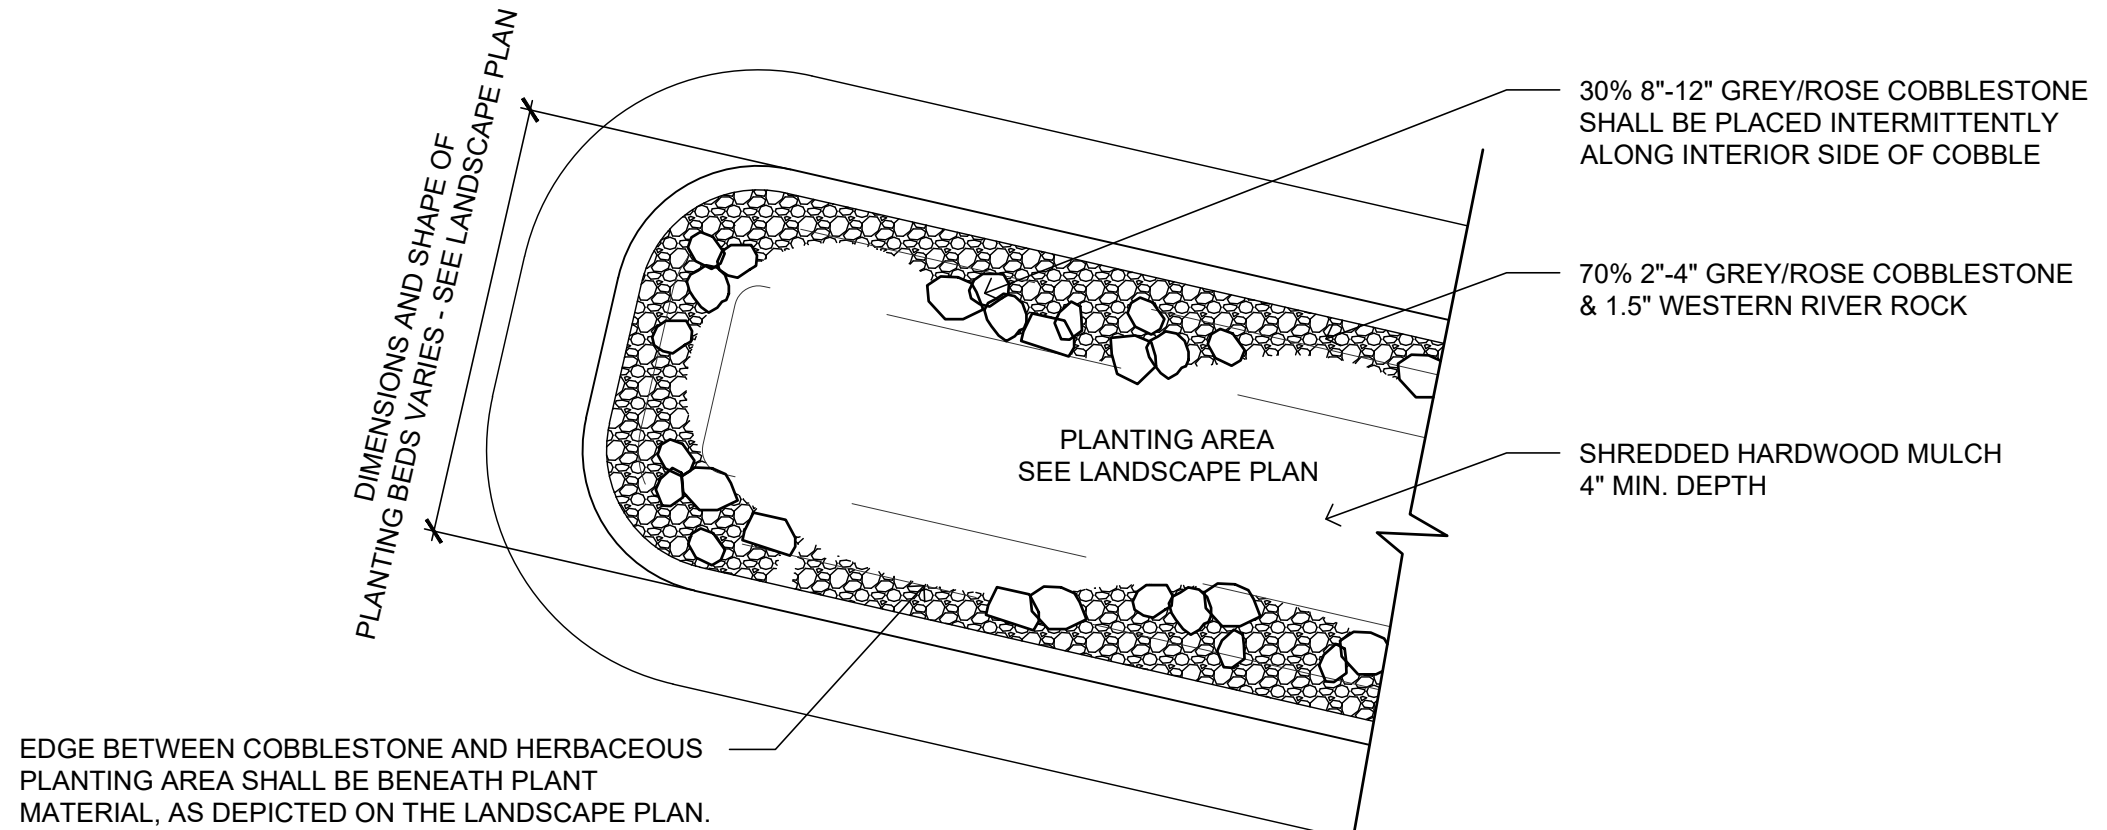 DIMENSIONS AND SHAPE OF
PLANTING BEDS VARIES - SEE LANDSCAPE PLAN
30% 8"-12" GREY/ROSE COBBLESTONE
SHALL BE PLACED INTERMITTENTLY
ALONG INTERIOR SIDE OF COBBLE
70% 2"-4" GREY/ROSE COBBLESTONE
& 1.5" WESTERN RIVER ROCK
PLANTING AREA
SEE LANDSCAPE PLAN
SHREDDED HARDWOOD MULCH
4" MIN. DEPTH
EDGE BETWEEN COBBLESTONE AND HERBACEOUS
PLANTING AREA SHALL BE BENEATH PLANT
MATERIAL, AS DEPICTED ON THE LANDSCAPE PLAN.